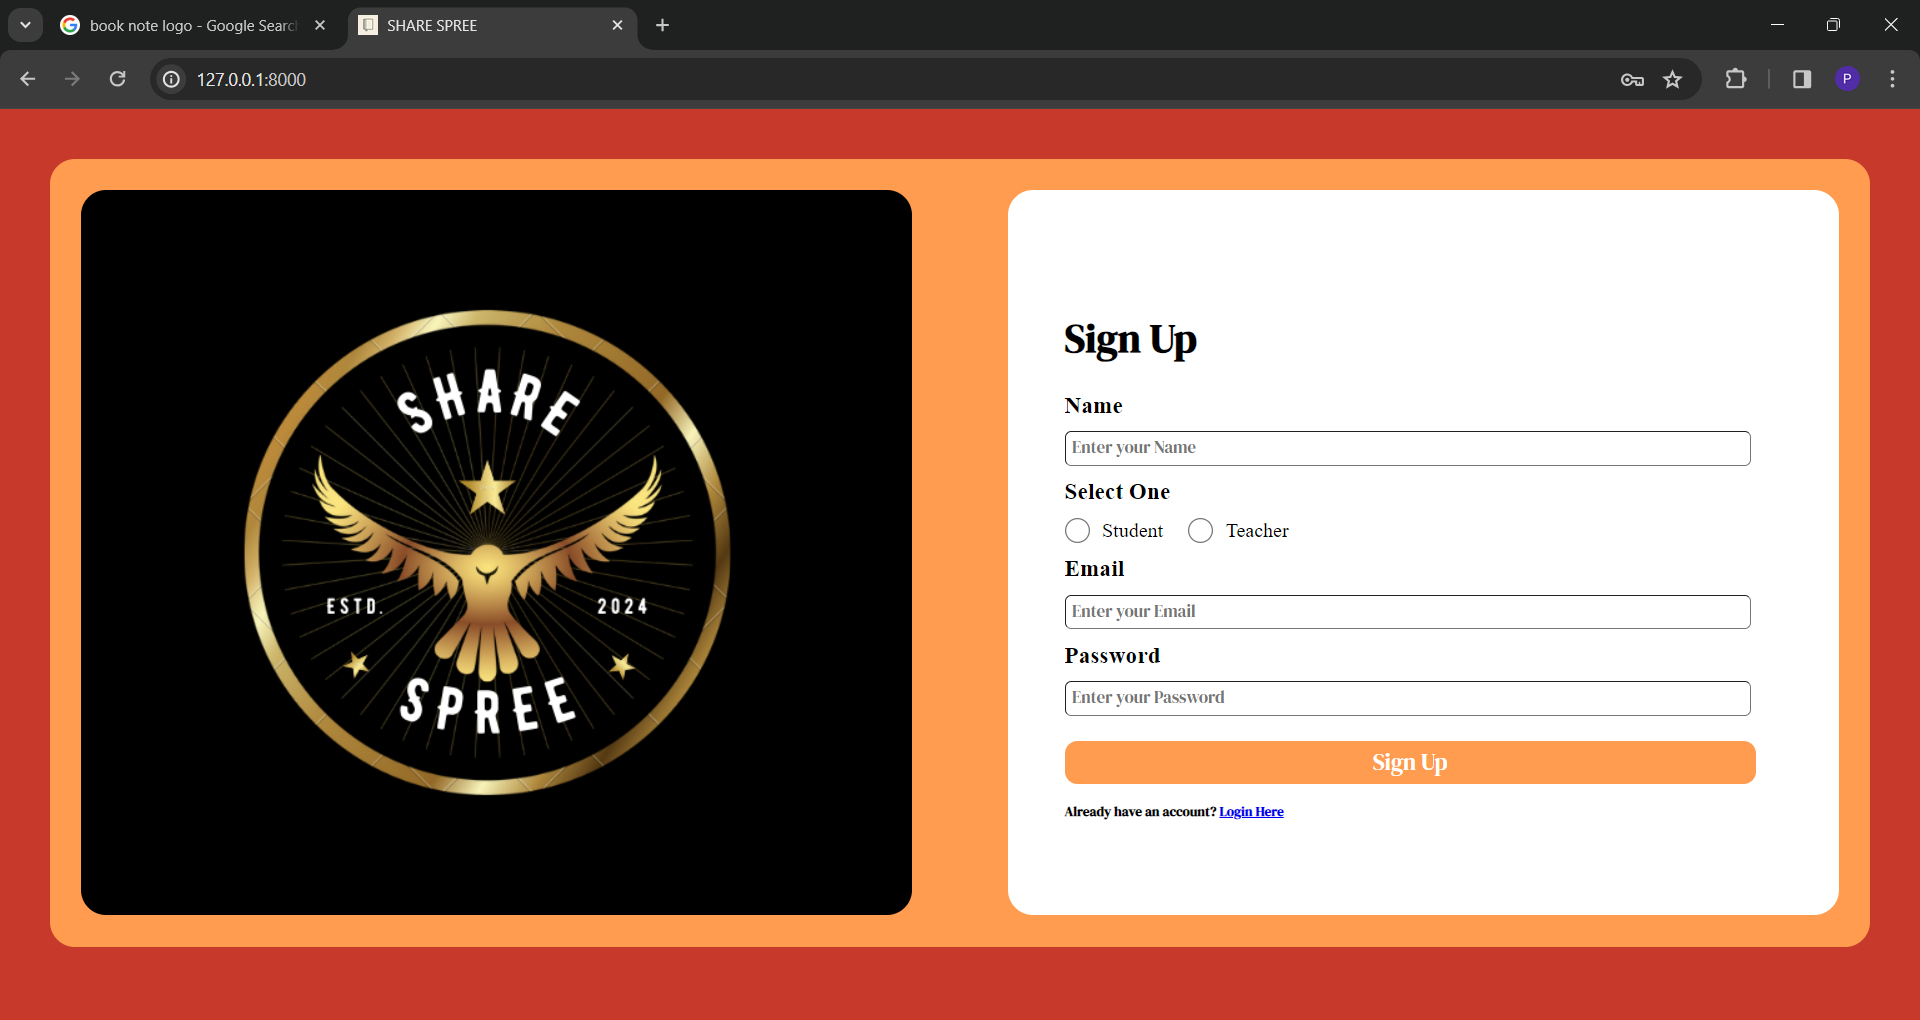 book note logo - Google Searc
SHARE SPREE
127.0.0.1:8000
P
SHARE
ESTD. 2024
SPREE
Sign Up
Name
Enter your Name
Select One
Student Teacher
Email
Enter your Email
Password
Enter your Password
Sign Up
Already have an account? Login Here